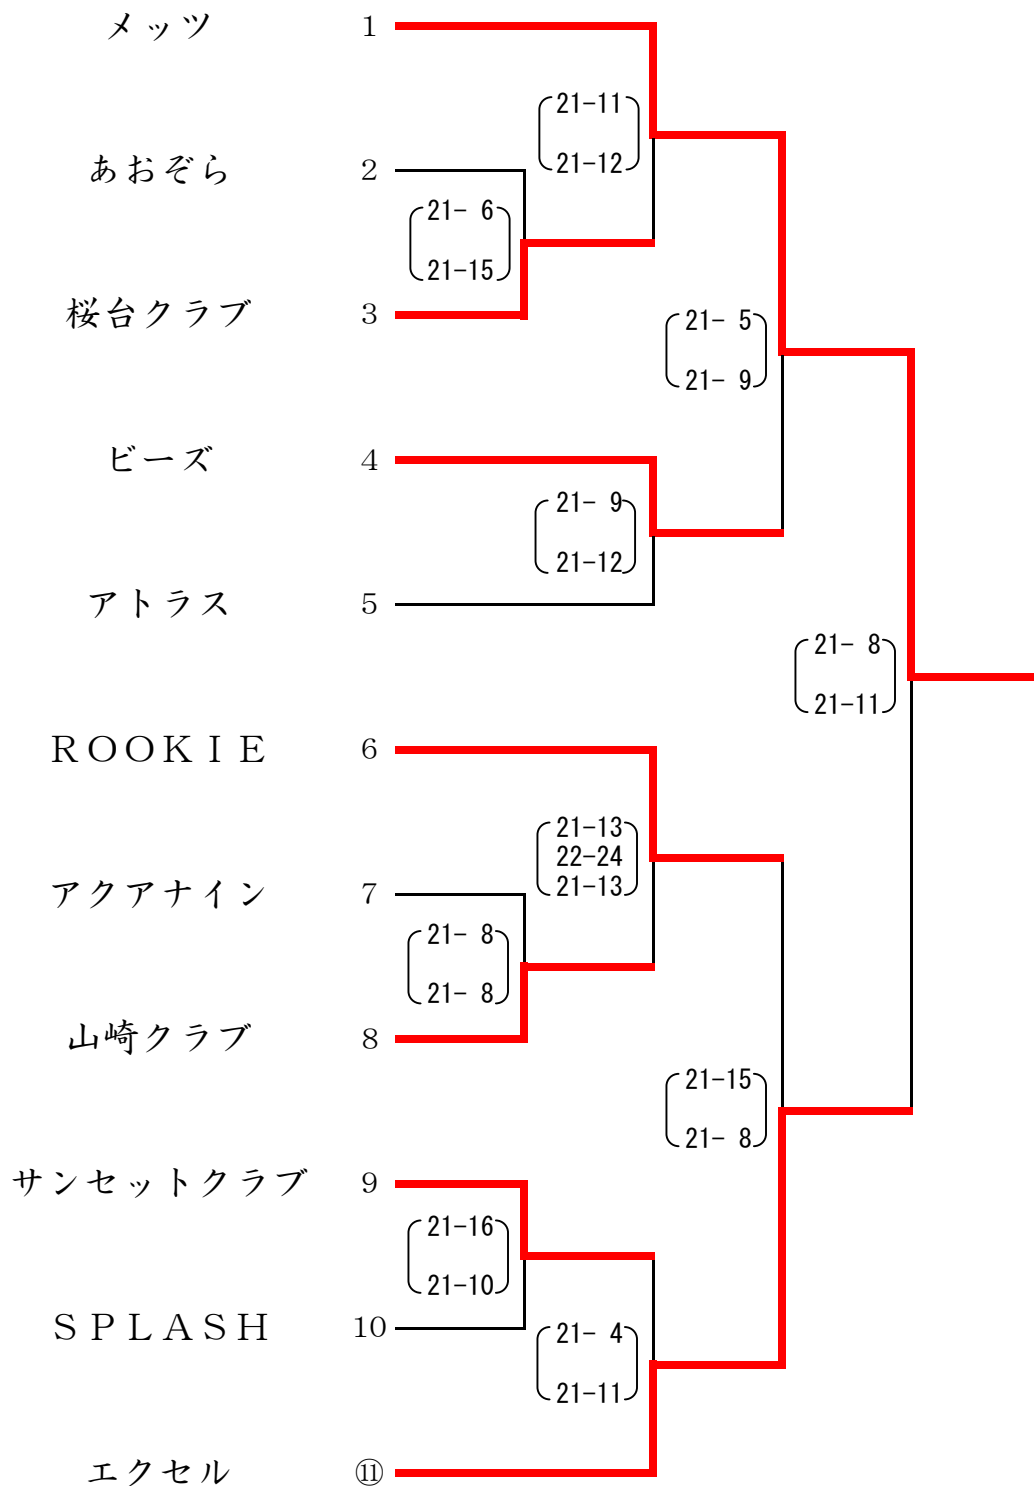 メッツ 1
21-11
21-12
あおぞら 2
21- 6
21-15
桜台クラブ 3
21- 5
21- 9
ビーズ 4
21- 9
21-12
アトラス 5
21- 8
21-11
ＲＯＯＫＩＥ 6
21-13
22-24
21-13
アクアナイン 7
21- 8
21- 8
山崎クラブ 8
21-15
21- 8
サンセットクラブ 9
21-16
21-10
ＳＰＬＡＳＨ 10
21- 4
21-11
エクセル ⑪